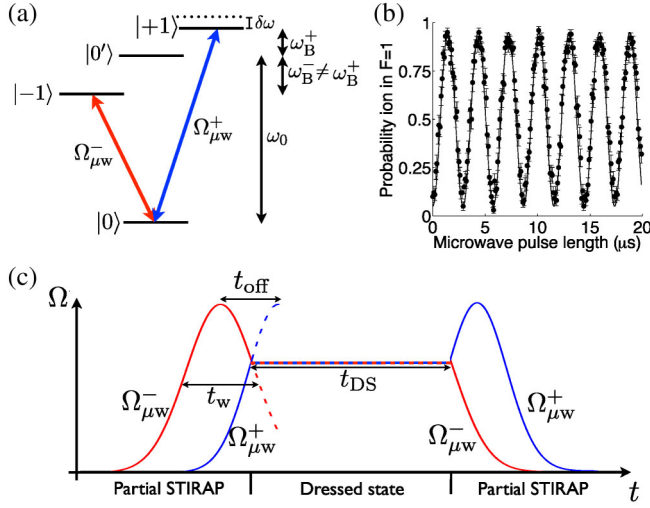 (a)
|+1⟩
δω
ω_B^+
|0′⟩
ω_B^- ≠ ω_B^+
|−1⟩
Ω_μw^-
Ω_μw^+
ω_0
|0⟩
(b)
Probability ion in F=1
1
0.75
0.5
0.25
0
0
5
10
15
20
Microwave pulse length (μs)
(c)
Ω
t_off
t_w
t_DS
Ω_μw^-
Ω_μw^+
Ω_μw^-
Ω_μw^+
t
Partial STIRAP
Dressed state
Partial STIRAP